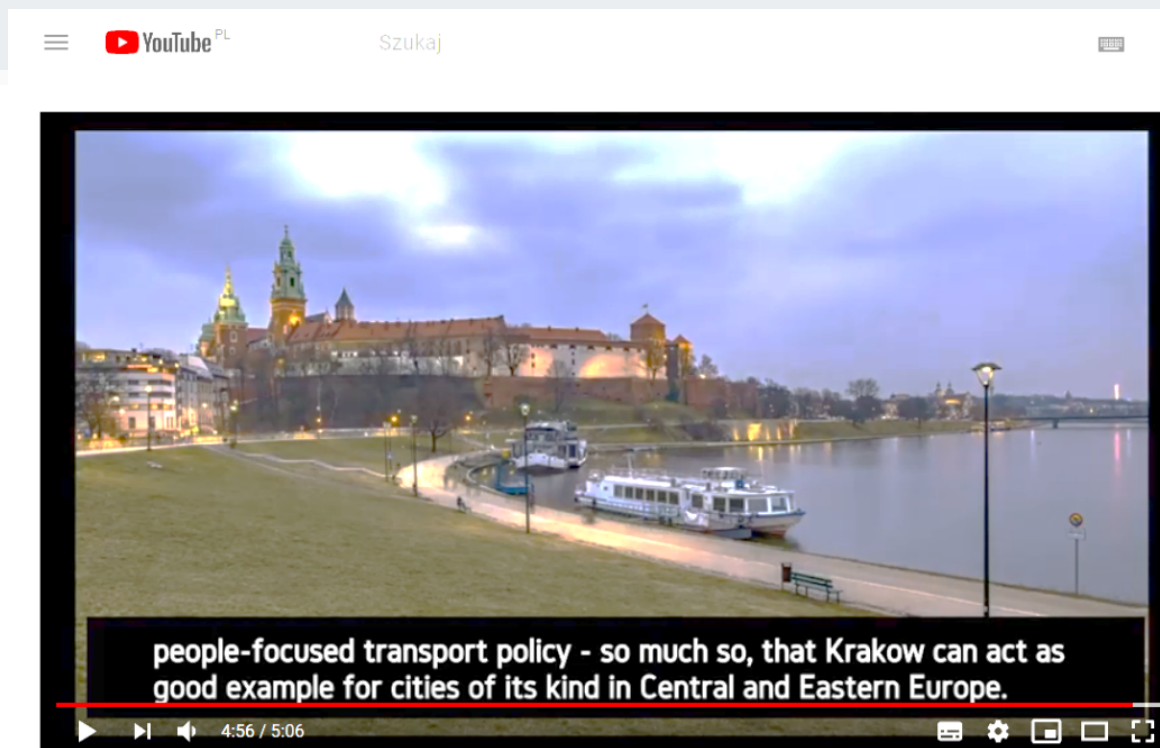 YouTube PL
Szukaj
people-focused transport policy - so much so, that Krakow can act as
good example for cities of its kind in Central and Eastern Europe.
4:56 / 5:06